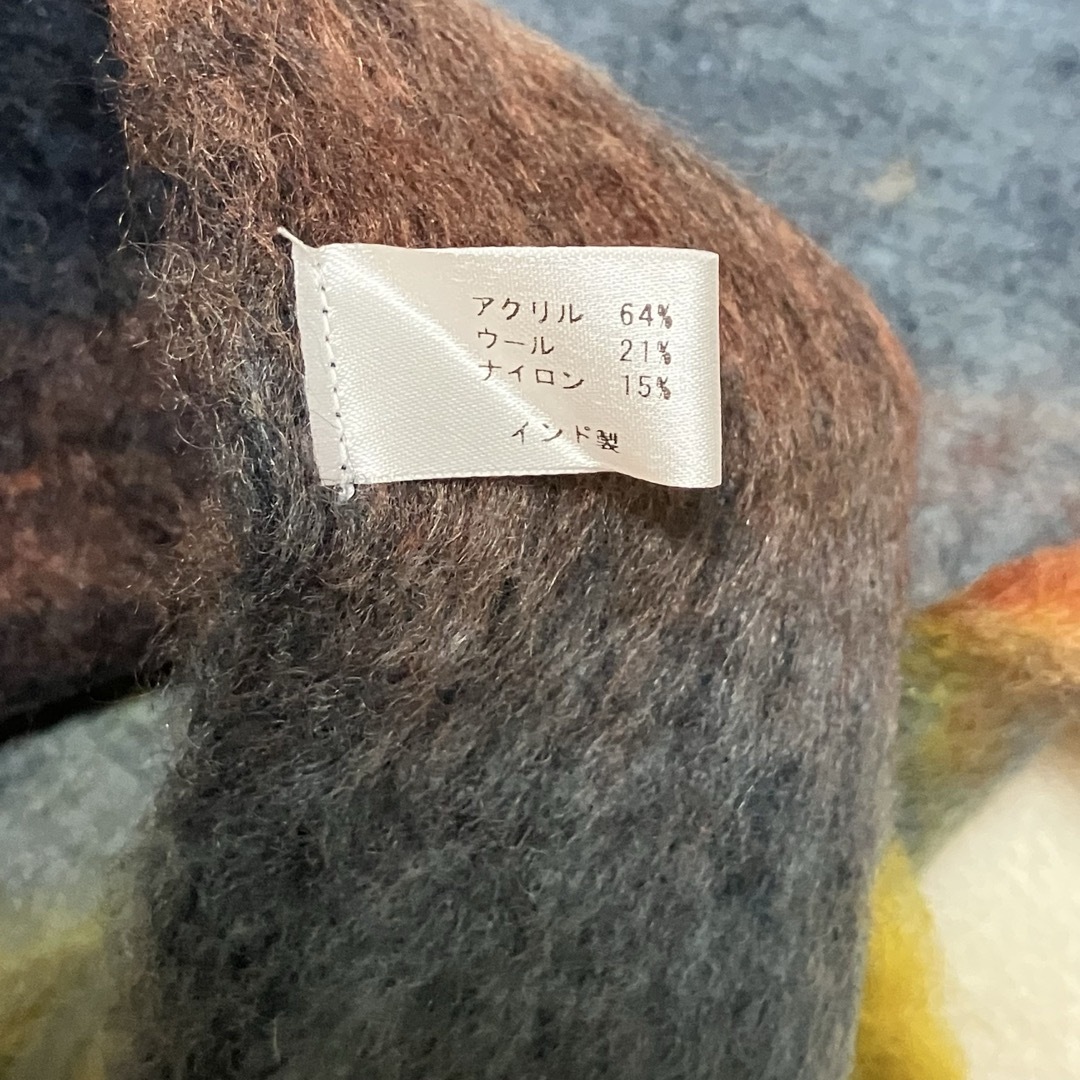 アクリル 64%
ウール 21%
ナイロン 15%
インド製